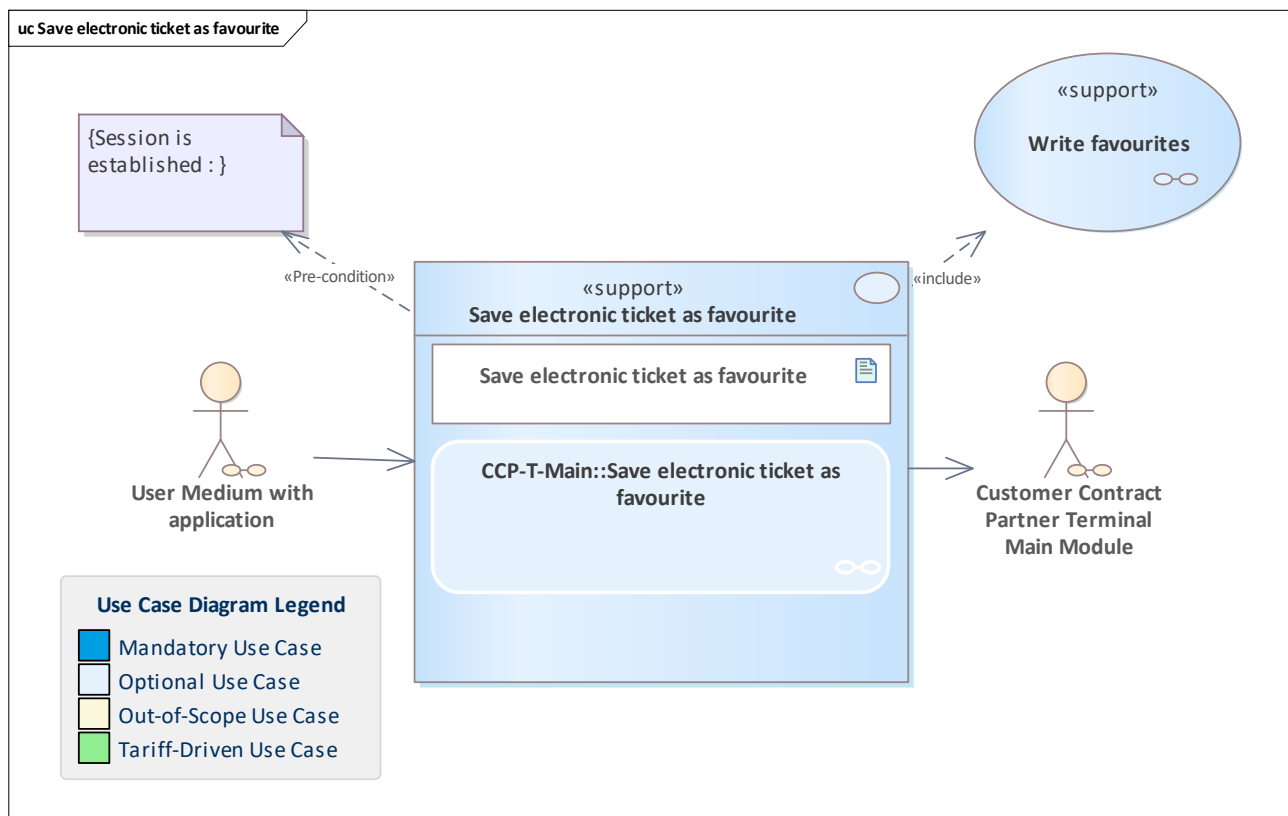 uc Save electronic ticket as favourite
{Session is
established : }
«support»
Write favourites
«Pre-condition»
«include»
«support»
Save electronic ticket as favourite
Save electronic ticket as favourite
CCP-T-Main::Save electronic ticket as
favourite
User Medium with
application
Customer Contract
Partner Terminal
Main Module
Use Case Diagram Legend
Mandatory Use Case
Optional Use Case
Out-of-Scope Use Case
Tariff-Driven Use Case